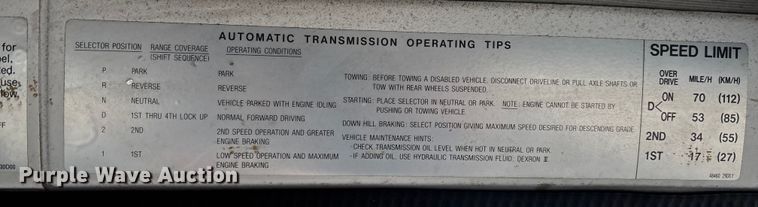 for
el.
ed.
use
low,
FF
AUTOMATIC TRANSMISSION OPERATING TIPS
SELECTOR POSITION RANGE COVERAGE OPERATING CONDITIONS
(SHIFT SEQUENCE)
P PARK PARK
R REVERSE REVERSE
N NEUTRAL VEHICLE PARKED WITH ENGINE IDLING
D 1ST THRU 4TH LOCK UP NORMAL FORWARD DRIVING
2 2ND 2ND SPEED OPERATION AND GREATER
ENGINE BRAKING
1 1ST LOW SPEED OPERATION AND MAXIMUM
ENGINE BRAKING
TOWING: BEFORE TOWING A DISABLED VEHICLE, DISCONNECT DRIVELINE OR PULL AXLE SHAFTS OR
TOW WITH REAR WHEELS SUSPENDED.
STARTING: PLACE SELECTOR IN NEUTRAL OR PARK. NOTE: ENGINE CANNOT BE STARTED BY
PUSHING OR TOWING VEHICLE.
DOWN HILL BRAKING: SELECT POSITION GIVING MAXIMUM SPEED DESIRED FOR DESCENDING GRADE.
VEHICLE MAINTENANCE HINTS:
-CHECK TRANSMISSION OIL LEVEL WHEN HOT IN NEUTRAL OR PARK
-IF ADDING OIL, USE HYDRAULIC TRANSMISSION FLUID: DEXRON II
SPEED LIMIT
OVER
DRIVE MILE/H (KM/H)
D ON 70 (112)
OFF 53 (85)
2ND 34 (55)
1ST 17 (27)
Purple Wave Auction